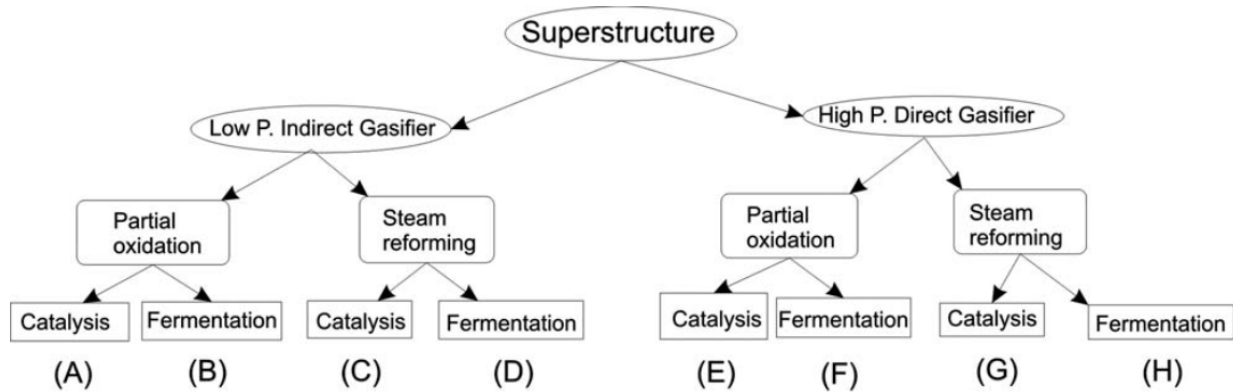 Superstructure
Low P. Indirect Gasifier
High P. Direct Gasifier
Partial
oxidation
Steam
reforming
Partial
oxidation
Steam
reforming
Catalysis
Fermentation
Catalysis
Fermentation
Catalysis
Fermentation
Catalysis
Fermentation
(A)
(B)
(C)
(D)
(E)
(F)
(G)
(H)